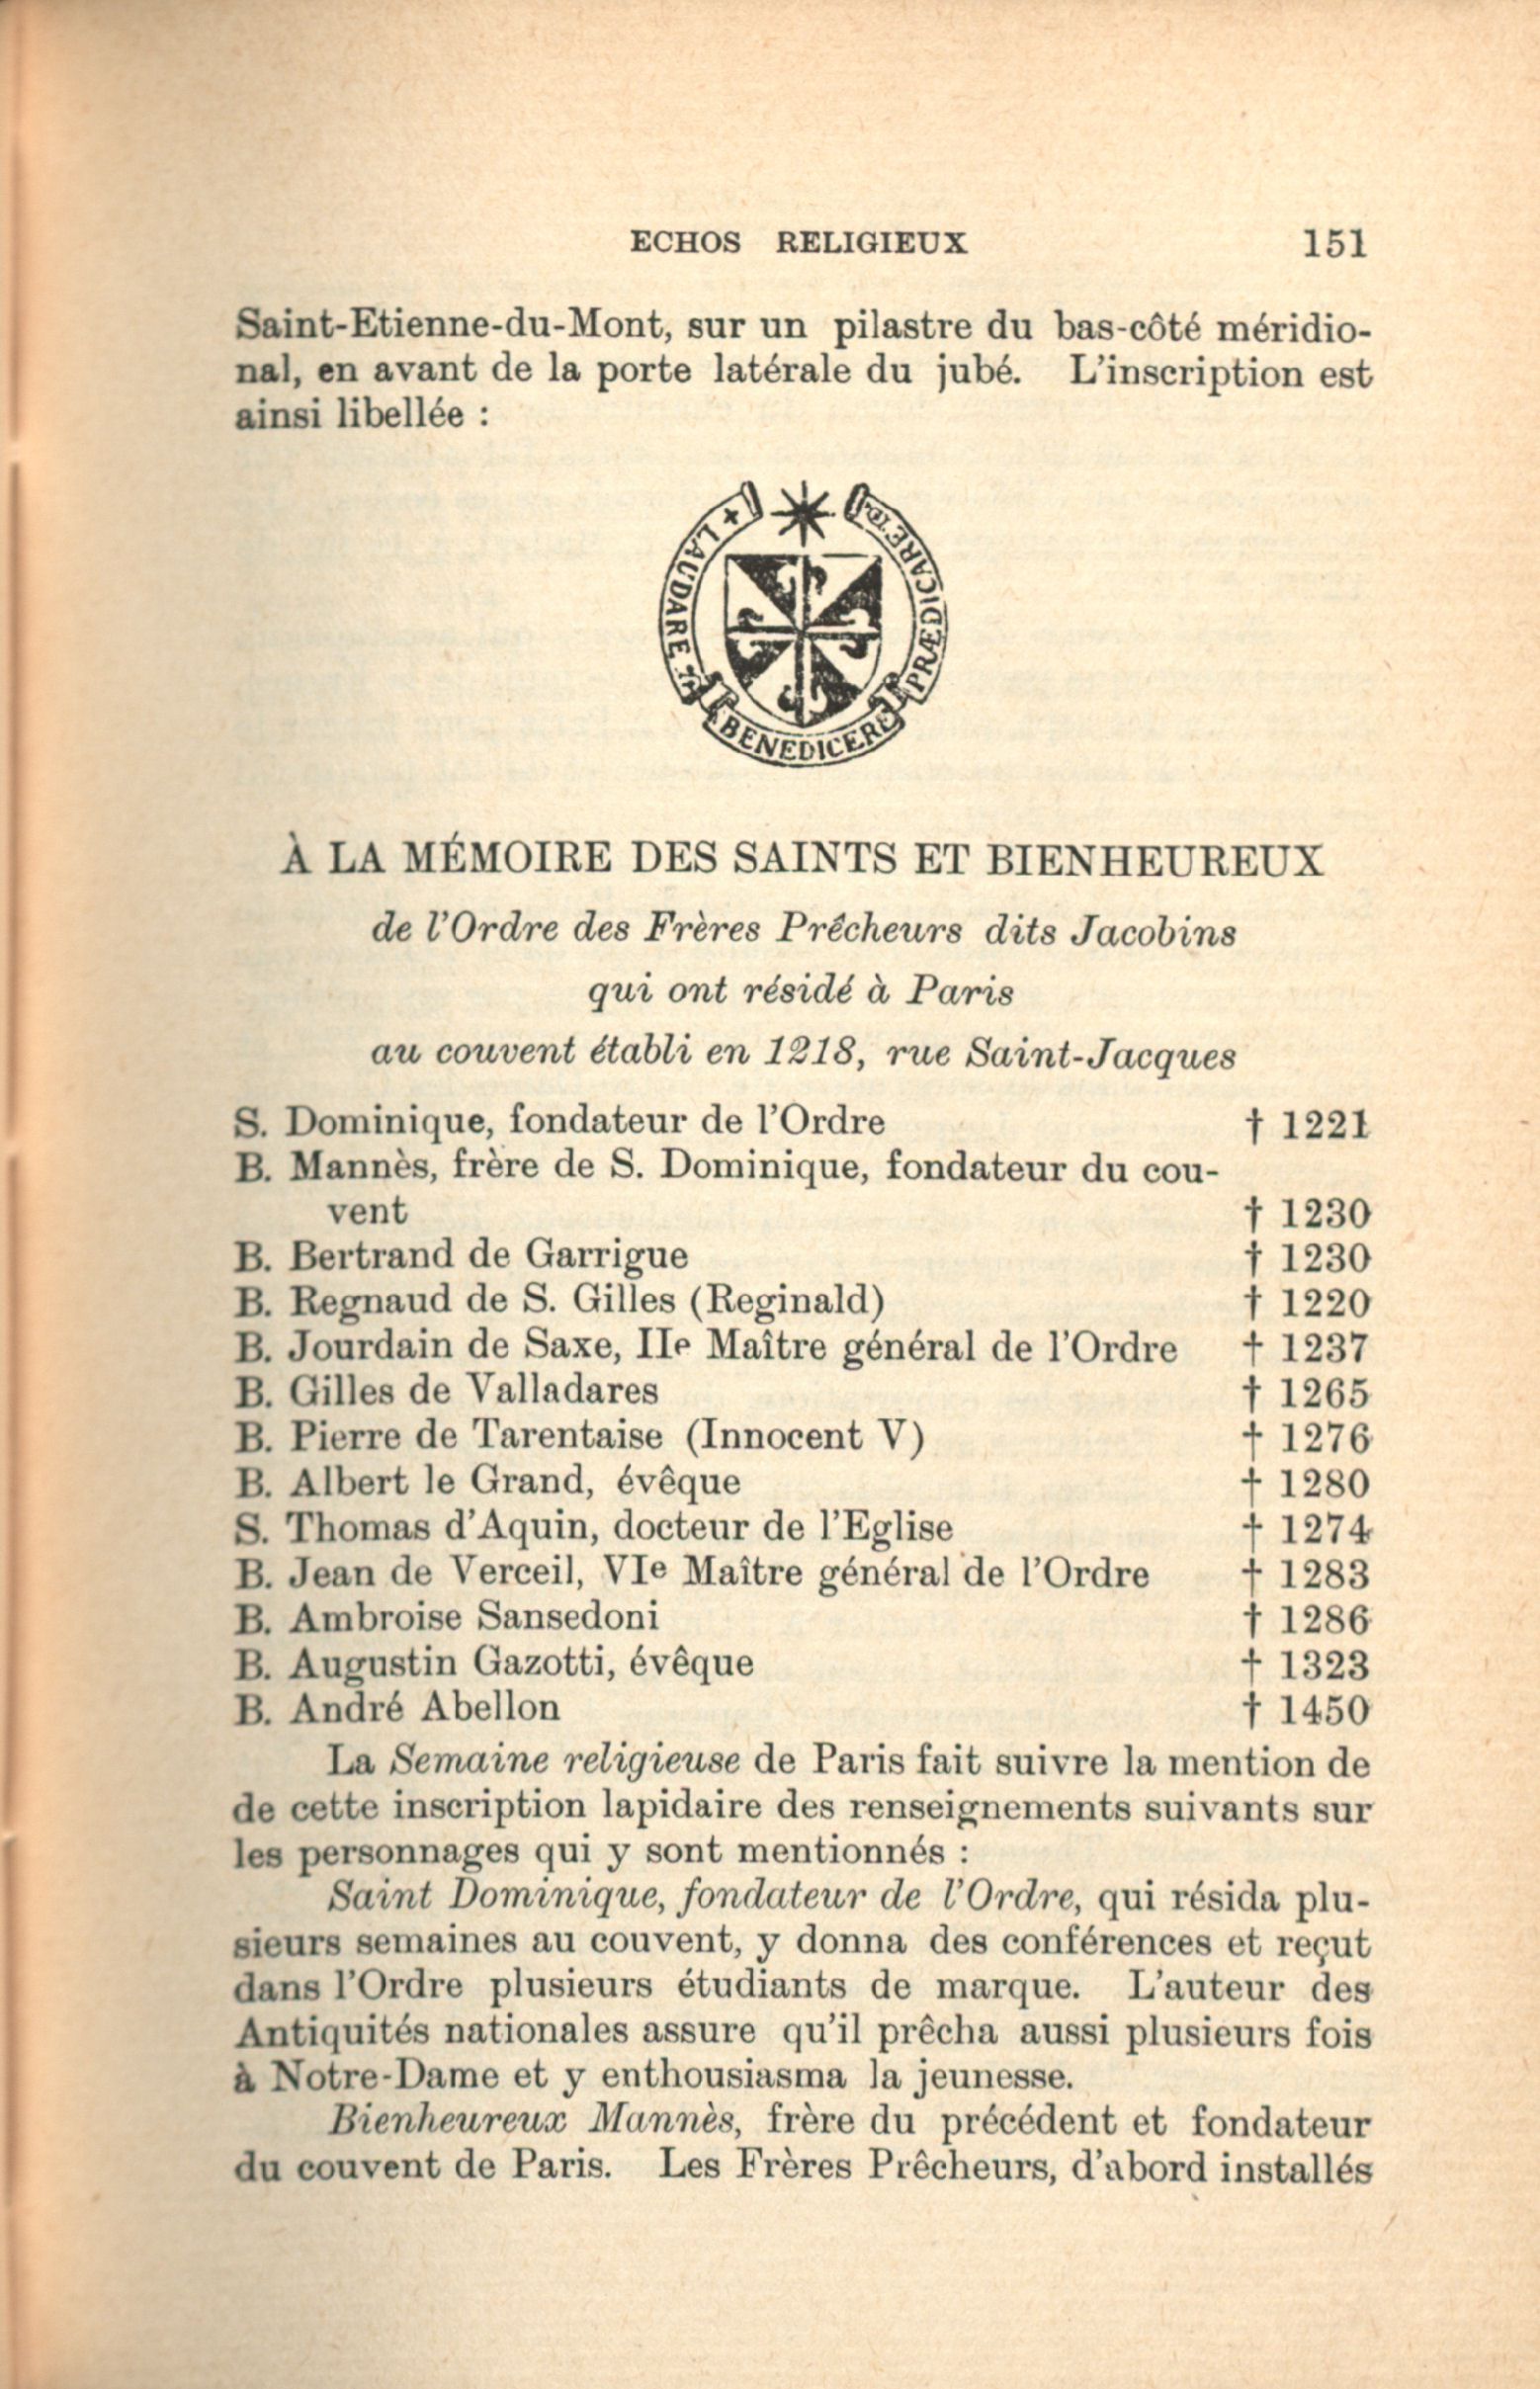 ECHOS RELIGIEUX 151
Saint-Etienne-du-Mont, sur un pilastre du bas-côté méridio-
nal, en avant de la porte latérale du jubé. L'inscription est
ainsi libellée :
LAUDARE
BENEDICERE
PRÆDICARE
À LA MÉMOIRE DES SAINTS ET BIENHEUREUX
de l'Ordre des Frères Prêcheurs dits Jacobins
qui ont résidé à Paris
au couvent établi en 1218, rue Saint-Jacques
S. Dominique, fondateur de l'Ordre † 1221
B. Mannès, frère de S. Dominique, fondateur du cou-
vent † 1230
B. Bertrand de Garrigue † 1230
B. Regnaud de S. Gilles (Reginald) † 1220
B. Jourdain de Saxe, IIe Maître général de l'Ordre † 1237
B. Gilles de Valladares † 1265
B. Pierre de Tarentaise (Innocent V) † 1276
B. Albert le Grand, évêque † 1280
S. Thomas d'Aquin, docteur de l'Eglise † 1274
B. Jean de Verceil, VIe Maître général de l'Ordre † 1283
B. Ambroise Sansedoni † 1286
B. Augustin Gazotti, évêque † 1323
B. André Abellon † 1450
La Semaine religieuse de Paris fait suivre la mention de
de cette inscription lapidaire des renseignements suivants sur
les personnages qui y sont mentionnés :
Saint Dominique, fondateur de l'Ordre, qui résida plu-
sieurs semaines au couvent, y donna des conférences et reçut
dans l'Ordre plusieurs étudiants de marque. L'auteur des
Antiquités nationales assure qu'il prêcha aussi plusieurs fois
à Notre-Dame et y enthousiasma la jeunesse.
Bienheureux Mannès, frère du précédent et fondateur
du couvent de Paris. Les Frères Prêcheurs, d'abord installés